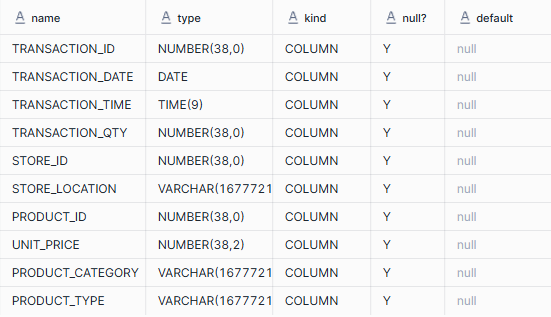 A name A type A kind A null? A default
TRANSACTION_ID NUMBER(38,0) COLUMN Y null
TRANSACTION_DATE DATE COLUMN Y null
TRANSACTION_TIME TIME(9) COLUMN Y null
TRANSACTION_QTY NUMBER(38,0) COLUMN Y null
STORE_ID NUMBER(38,0) COLUMN Y null
STORE_LOCATION VARCHAR(1677721 COLUMN Y null
PRODUCT_ID NUMBER(38,0) COLUMN Y null
UNIT_PRICE NUMBER(38,2) COLUMN Y null
PRODUCT_CATEGORY VARCHAR(1677721 COLUMN Y null
PRODUCT_TYPE VARCHAR(1677721 COLUMN Y null